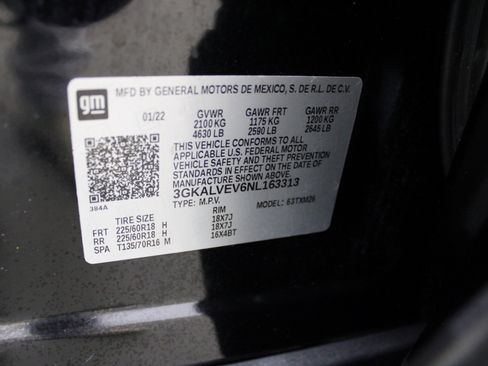 gm
MFD BY GENERAL MOTORS DE MEXICO, S. DE R.L. DE C.V.
01/22 GVWR GAWR FRT GAWR RR
2100 KG 1175 KG 1200 KG
4630 LB 2590 LB 2645 LB
THIS VEHICLE CONFORMS TO ALL
APPLICABLE U.S. FEDERAL MOTOR
VEHICLE SAFETY AND THEFT PREVENTION
STANDARDS IN EFFECT ON THE DATE OF
MANUFACTURE SHOWN ABOVE.
3GKALVEV6NL163313
TYPE: M.P.V. MODEL: 63TXM26
384A
TIRE SIZE RIM
FRT 225/60R18 H 18X7J
RR 225/60R18 H 18X7J
SPA T135/70R16 M 16X4BT